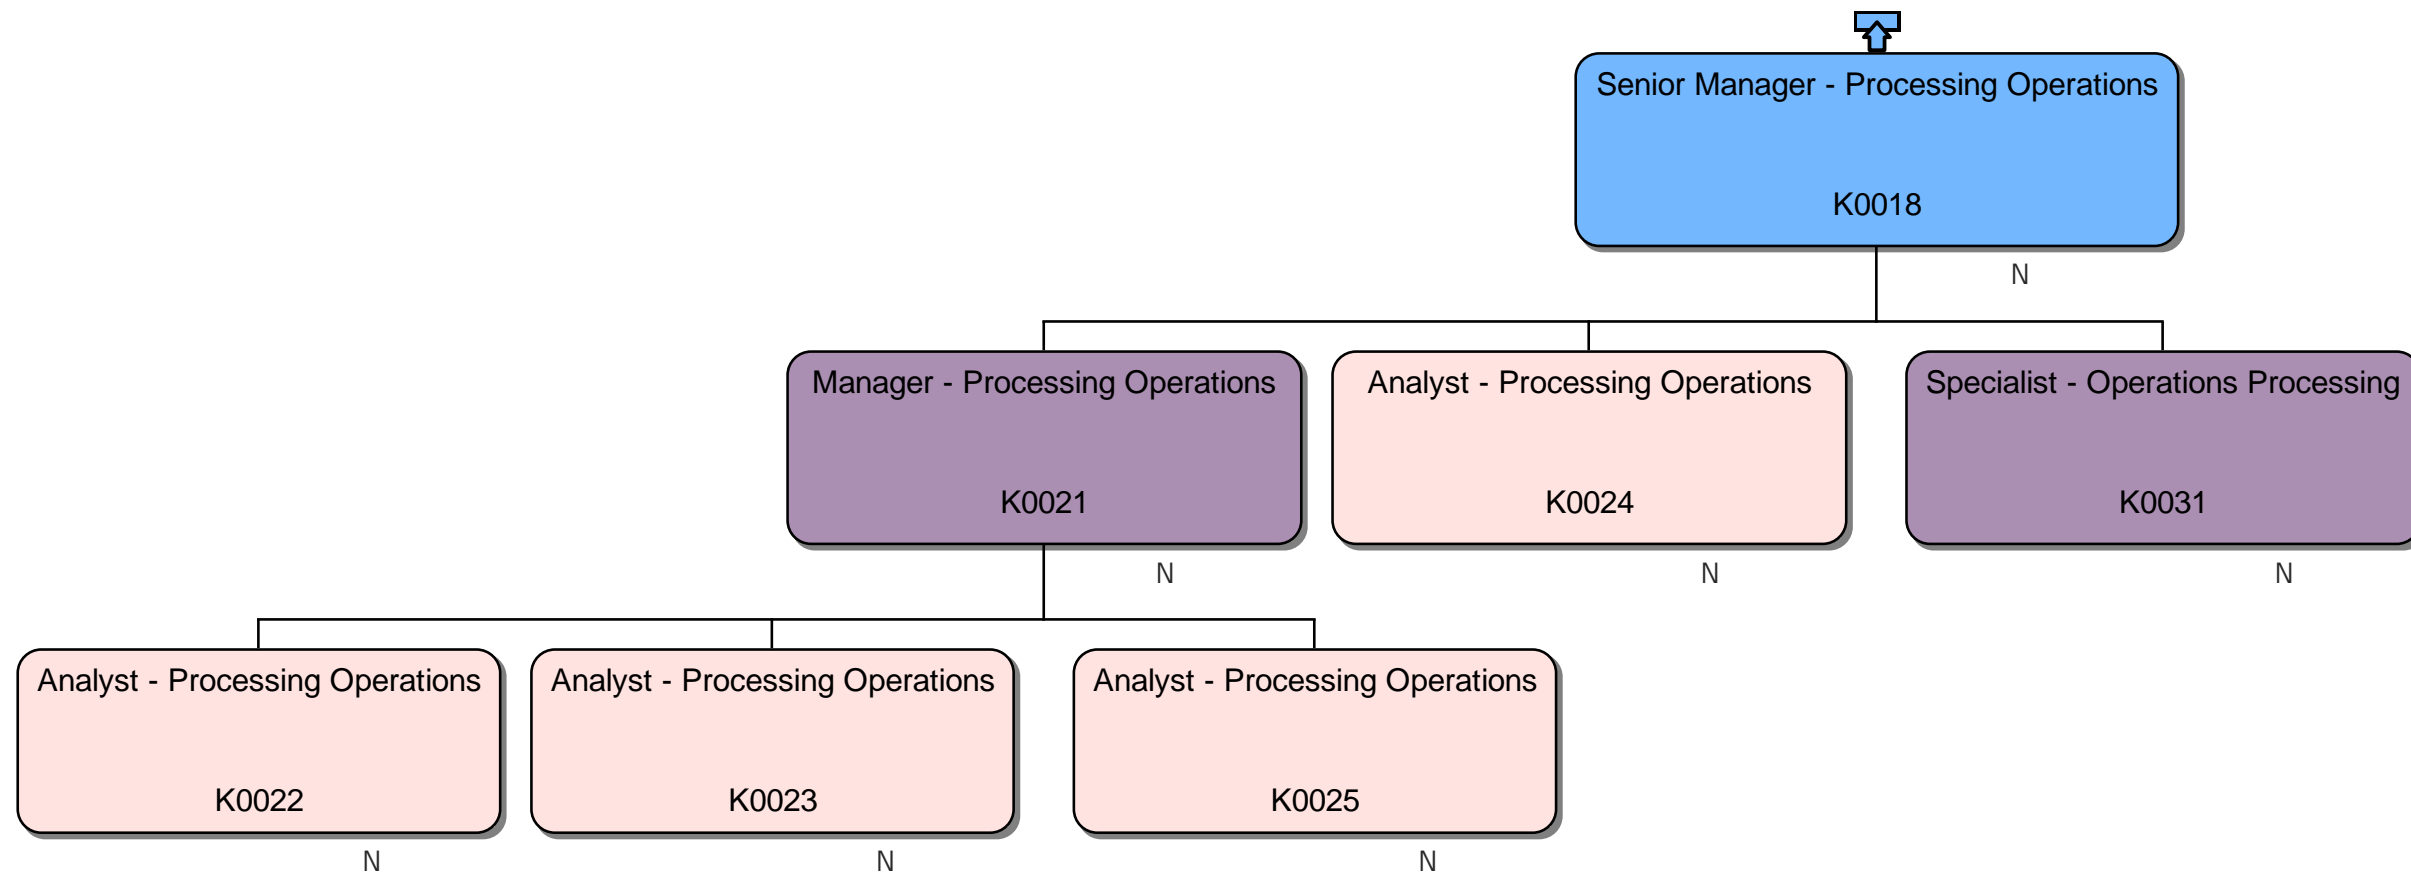 Senior Manager - Processing Operations
K0018
N
Manager - Processing Operations
K0021
N
Analyst - Processing Operations
K0024
N
Specialist - Operations Processing
K0031
N
Analyst - Processing Operations
K0022
N
Analyst - Processing Operations
K0023
N
Analyst - Processing Operations
K0025
N